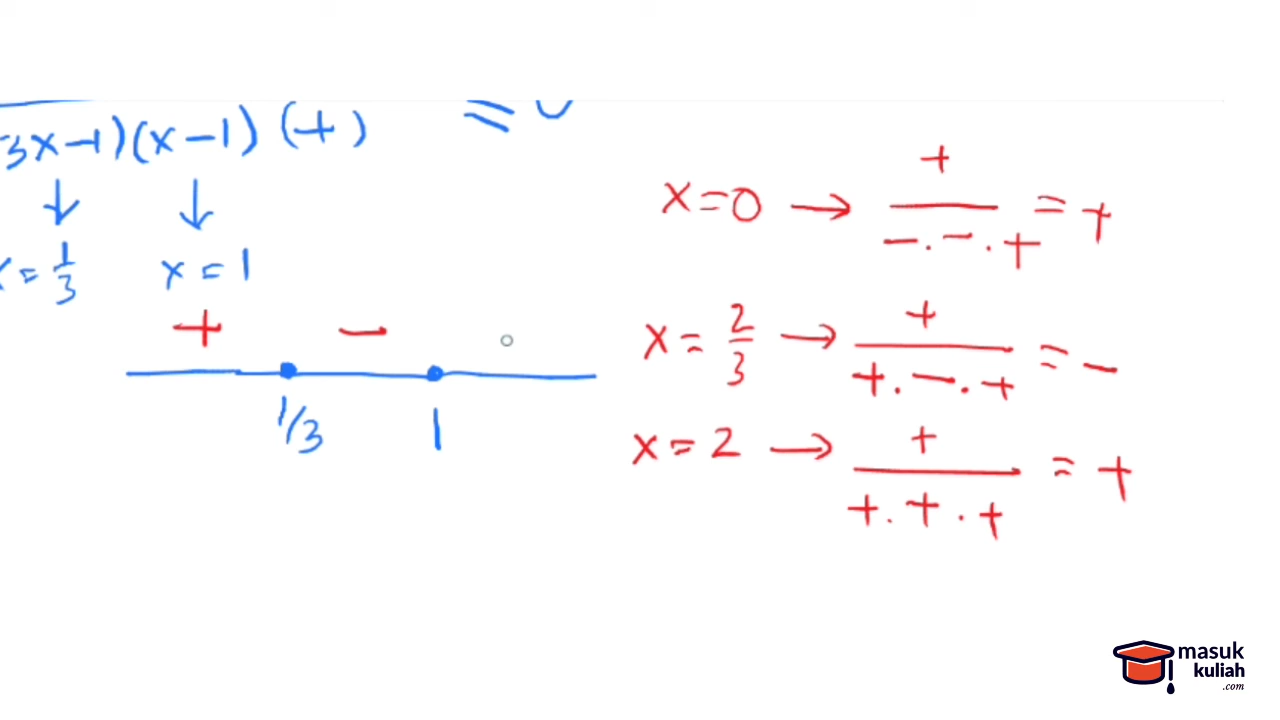 3x-1)(x-1)(+) ≤ 0
↓ ↓
x = 1/3 x = 1
+ −
1/3 1
x = 0 → + / − . − . + = +
x = 2/3 → + / + . − . + = −
x = 2 → + / + . + . + = +
masuk
kuliah
.com